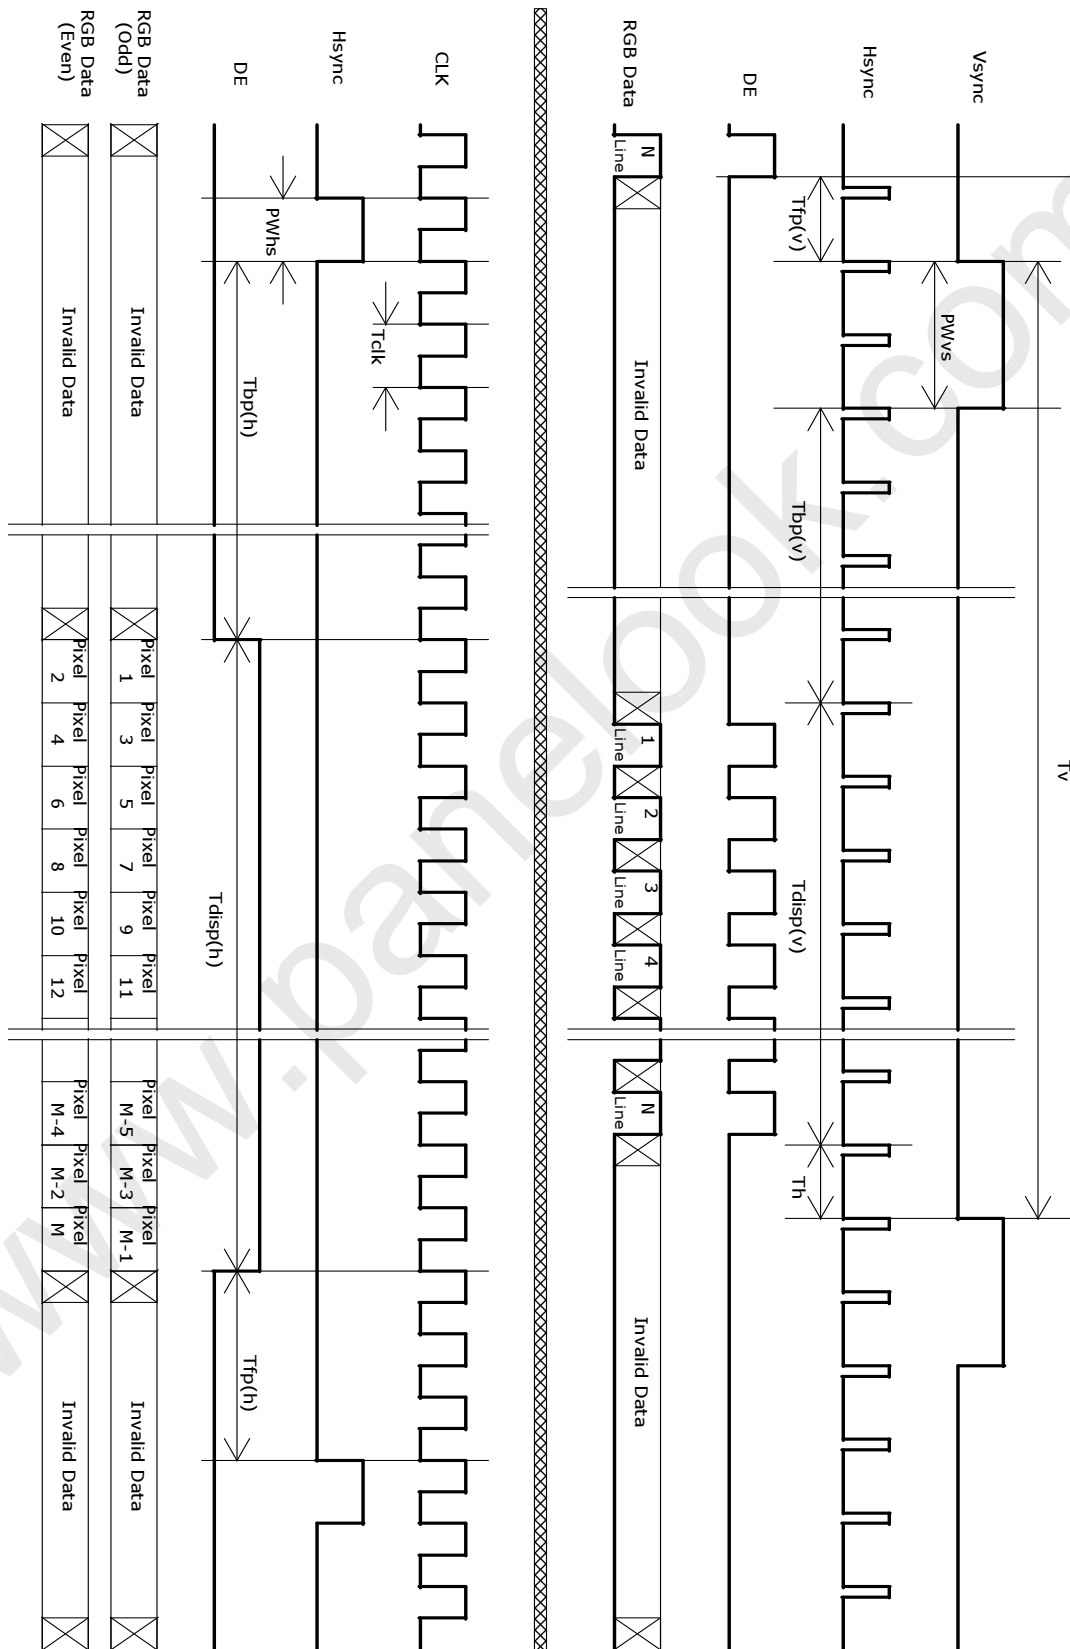 Tv
Vsync
PWvs
Hsync
Tfp(v)
Tbp(v)
Tdisp(v)
Th
DE
RGB Data
Line N
Invalid Data
Line 1
Line 2
Line 3
Line 4
Line N
Invalid Data
CLK
Tclk
Hsync
PWhs
DE
Tbp(h)
Tdisp(h)
Tfp(h)
RGB Data
(Odd)
Invalid Data
Pixel 1
Pixel 3
Pixel 5
Pixel 7
Pixel 9
Pixel 11
Pixel M-5
Pixel M-3
Pixel M-1
Invalid Data
RGB Data
(Even)
Invalid Data
Pixel 2
Pixel 4
Pixel 6
Pixel 8
Pixel 10
Pixel 12
Pixel M-4
Pixel M-2
Pixel M
Invalid Data
www.panelook.com